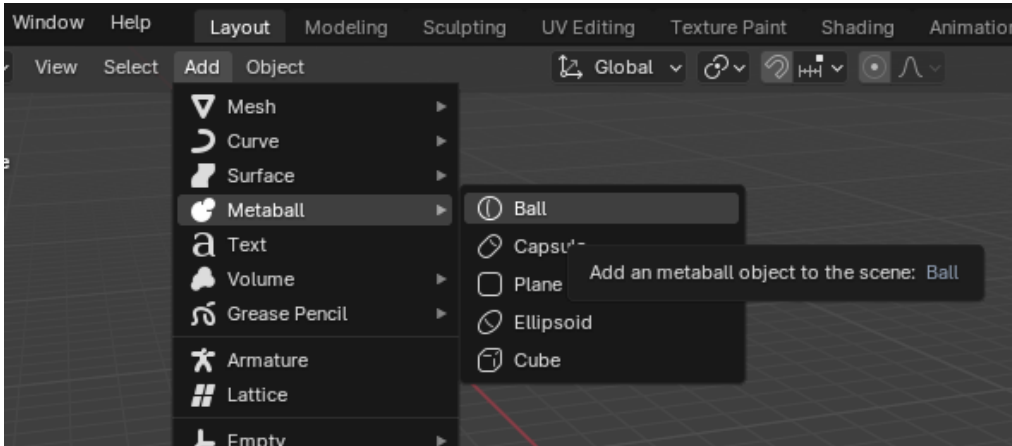 Window Help Layout Modeling Sculpting UV Editing Texture Paint Shading
View Select Add Object Global
Mesh
Curve
Surface
Metaball
Text
Volume
Grease Pencil
Armature
Lattice
Empty
Ball
Plane
Ellipsoid
Cube
Add an metaball object to the scene: Ball